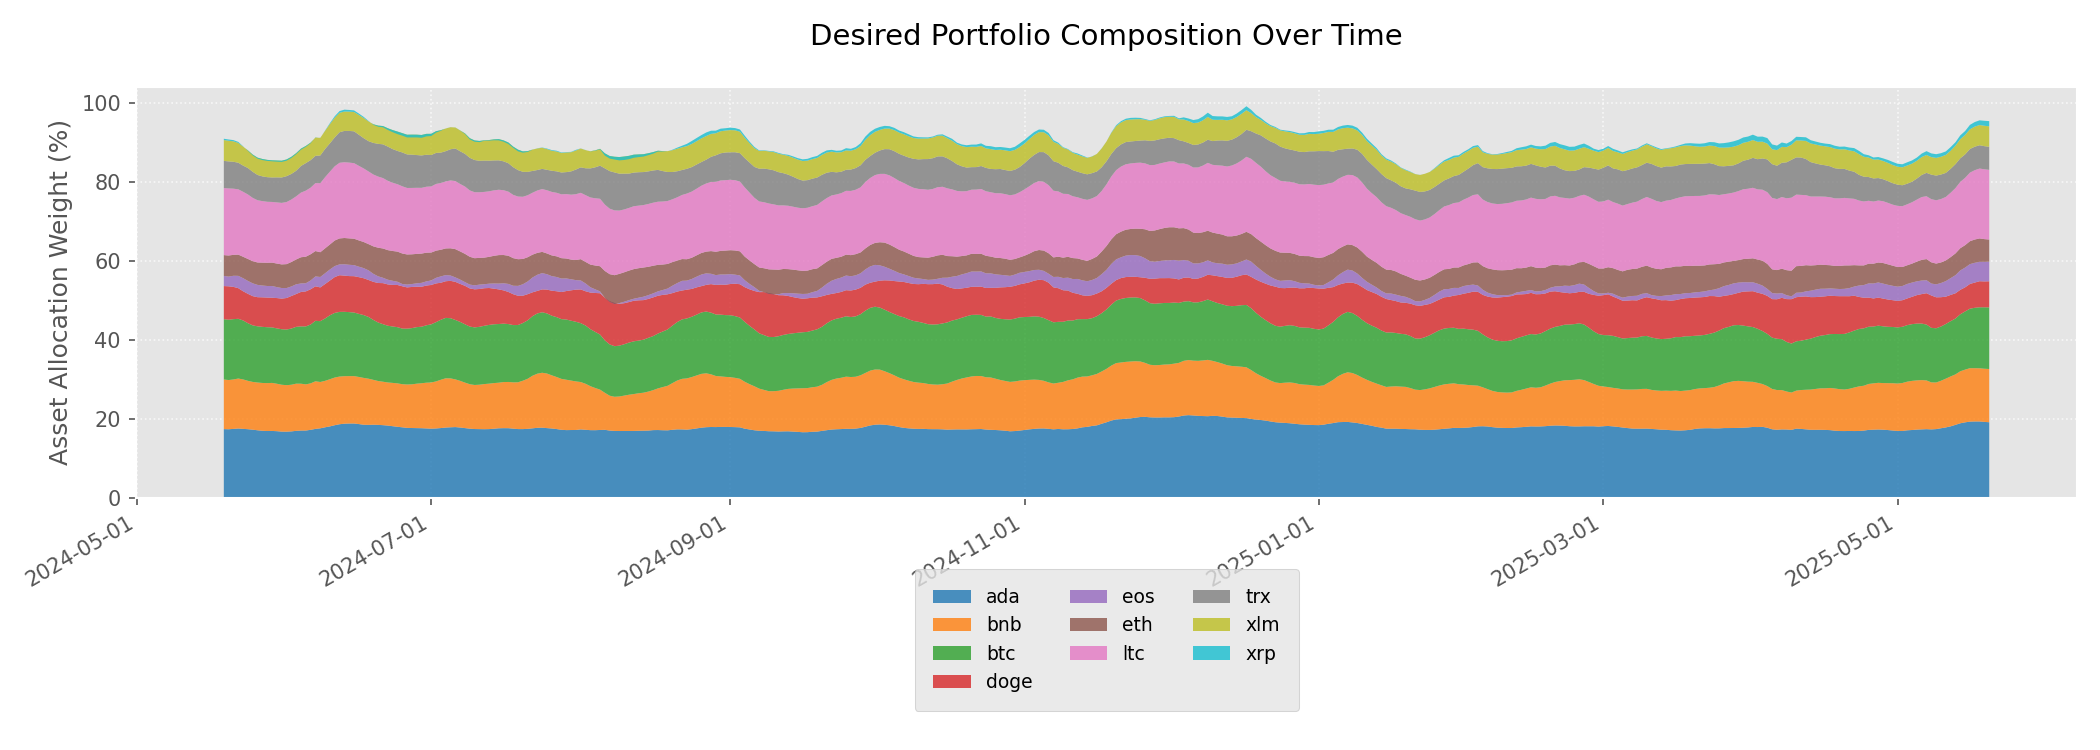 Desired Portfolio Composition Over Time
Asset Allocation Weight (%)
100
80
60
40
20
0
2024-05-01
2024-07-01
2024-09-01
2024-11-01
2025-01-01
2025-03-01
2025-05-01
ada
bnb
btc
doge
eos
eth
ltc
trx
xlm
xrp